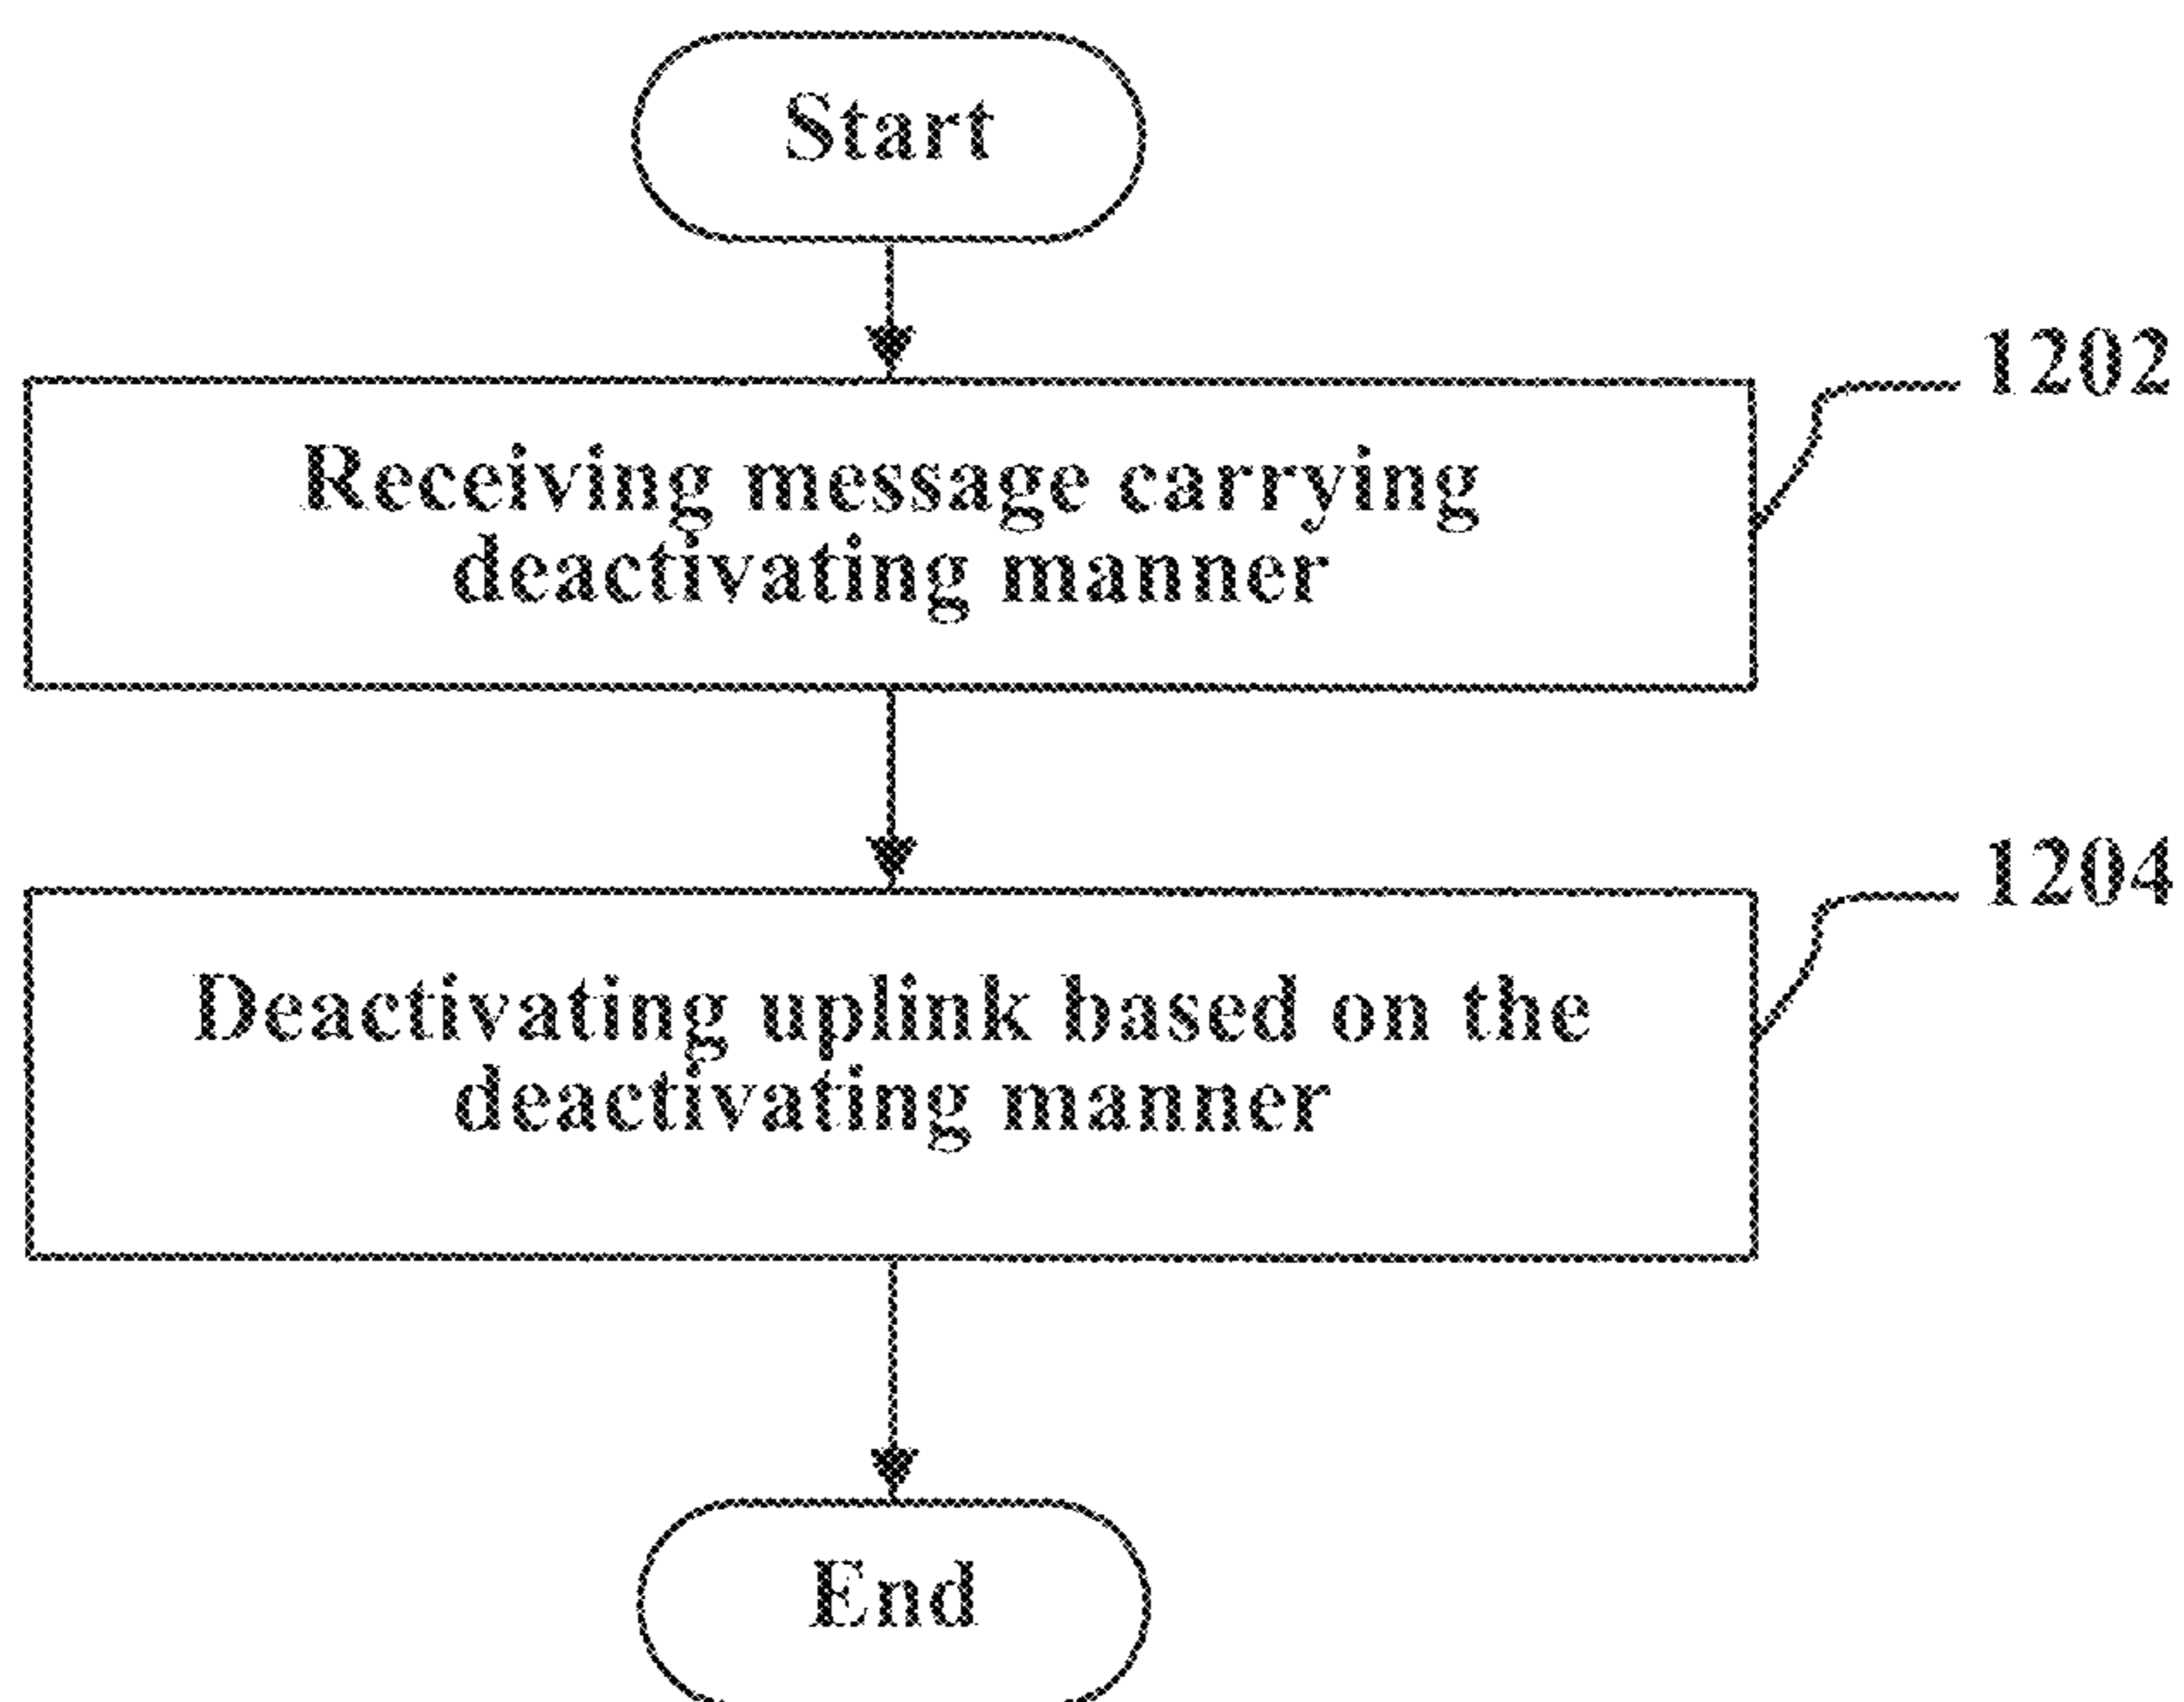 Start
1202
Receiving message carrying
deactivating manner
1204
Deactivating uplink based on the
deactivating manner
End